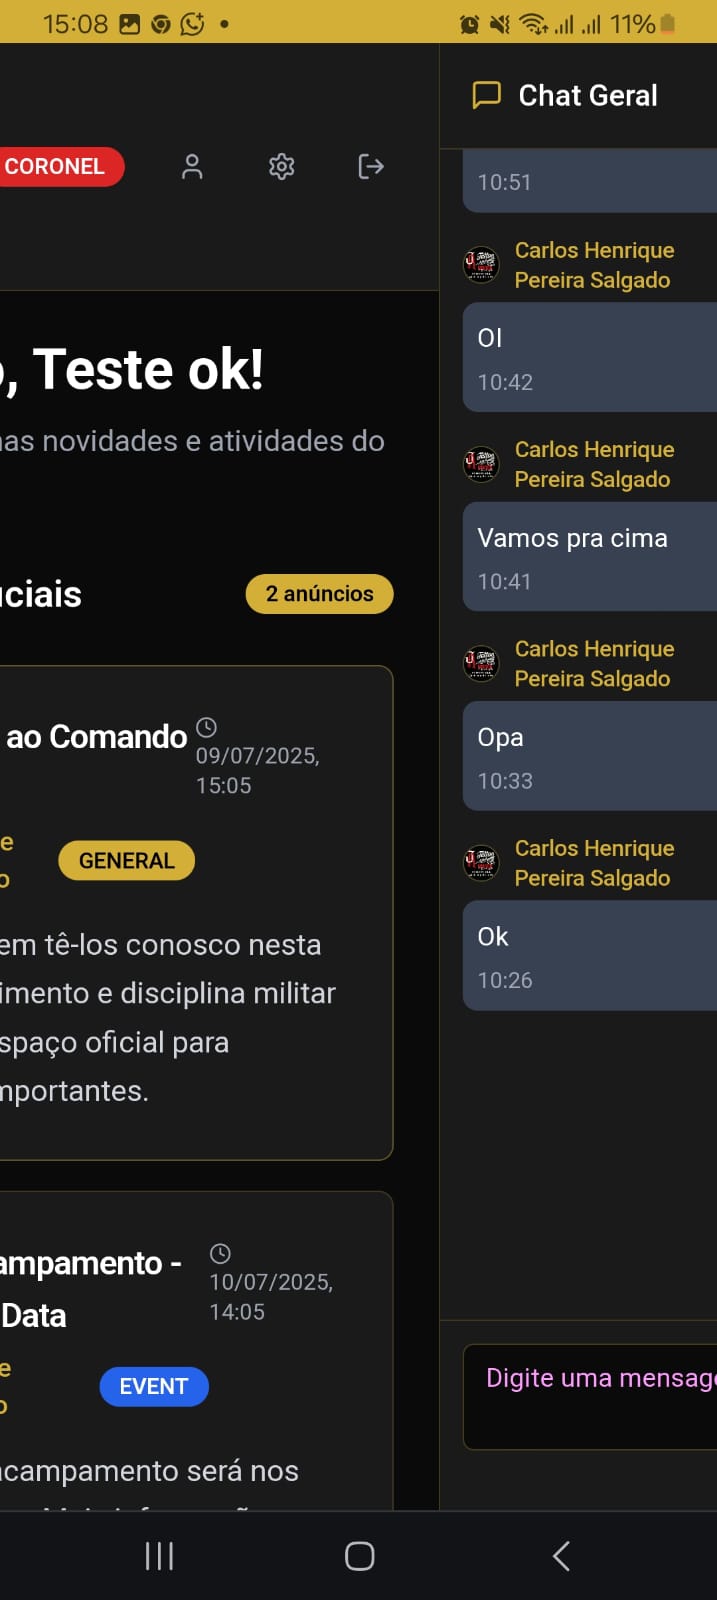 15:08
11%
CORONEL
, Teste ok!
as novidades e atividades do
ciais
2 anúncios
ao Comando
09/07/2025,
15:05
e
o
GENERAL
em tê-los conosco nesta
imento e disciplina militar
spaço oficial para
mportantes.
ampamento -
Data
10/07/2025,
14:05
e
o
EVENT
acampamento será nos
Chat Geral
10:51
Carlos Henrique
Pereira Salgado
Ol
10:42
Carlos Henrique
Pereira Salgado
Vamos pra cima
10:41
Carlos Henrique
Pereira Salgado
Opa
10:33
Carlos Henrique
Pereira Salgado
Ok
10:26
Digite uma mensage